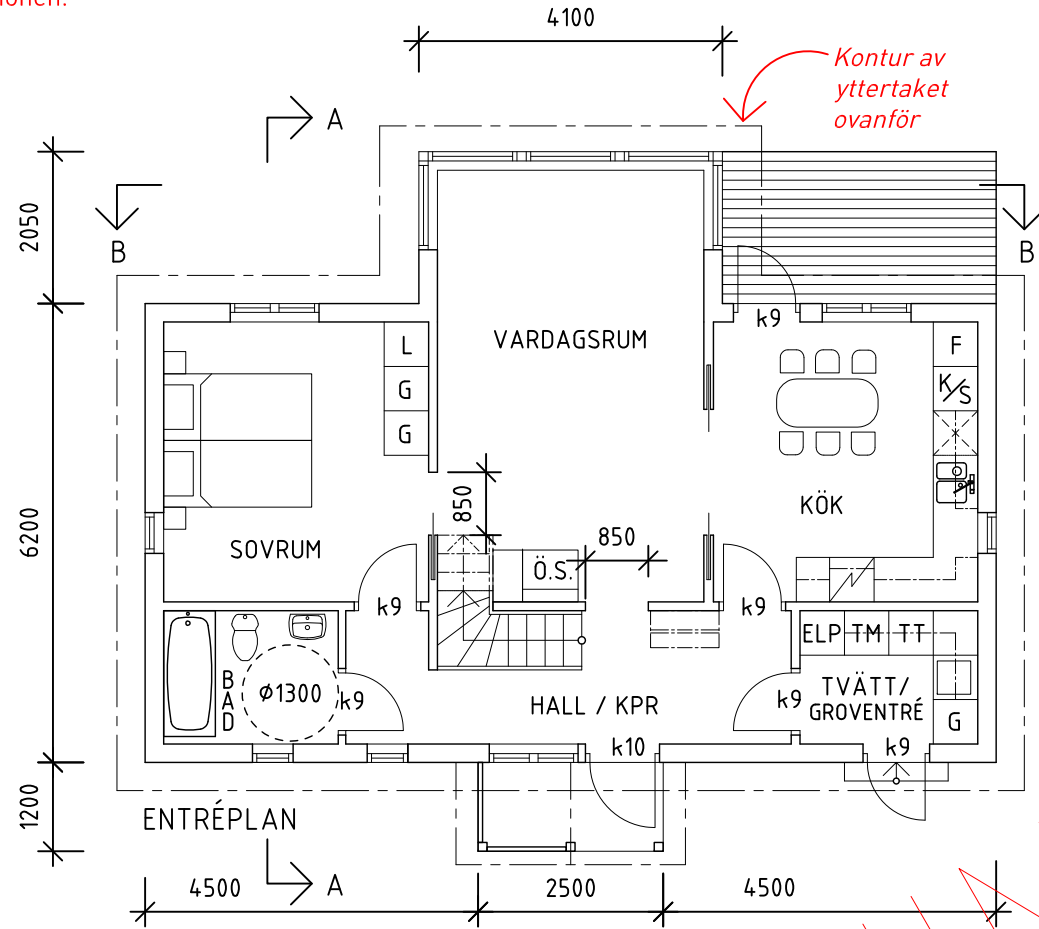 ionen.
4100
Kontur av
yttertaket
ovanför
A
2050
B
B
k9
VARDAGSRUM
L
F
G
K/S
G
850
KÖK
6200
SOVRUM
850
Ö.S.
k9
k9
ELP TM TT
BAD
ø1300
k9
HALL / KPR
k9
TVÄTT/
GROVENTRÉ
G
k10
k9
1200
ENTRÉPLAN
A
4500
2500
4500